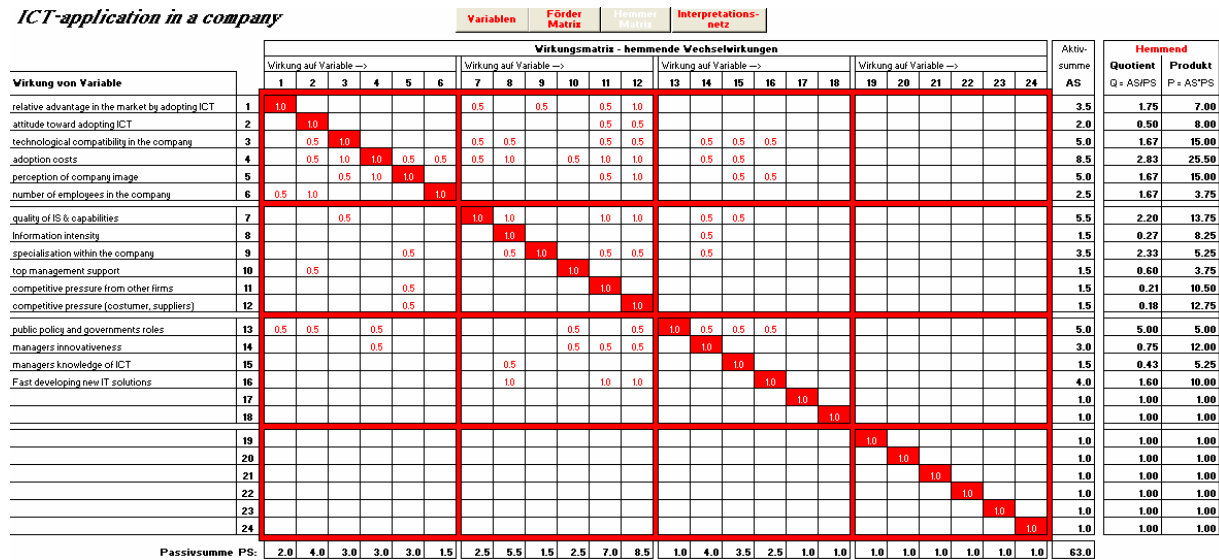 ICT-application in a company
Variablen Förder Matrix Hemmer Matrix Interpretations- netz
Wirkungsmatrix - hemmende Wechselwirkungen Aktiv- Hemmend
Wirkung auf Variable --> Wirkung auf Variable --> Wirkung auf Variable --> Wirkung auf Variable --> summe Quotient Produkt
Wirkung von Variable 1 2 3 4 5 6 7 8 9 10 11 12 13 14 15 16 17 18 19 20 21 22 23 24 AS Q = AS/PS P = AS*PS
relative advantage in the market by adopting ICT 1 1.0 0.5 0.5 0.5 1.0 3.5 1.75 7.00
attitude toward adopting ICT 2 1.0 0.5 0.5 2.0 0.50 8.00
technological compatibility in the company 3 0.5 1.0 0.5 0.5 0.5 0.5 0.5 0.5 0.5 5.0 1.67 15.00
adoption costs 4 0.5 1.0 1.0 0.5 0.5 0.5 1.0 0.5 1.0 1.0 0.5 0.5 8.5 2.83 25.50
perception of company image 5 0.5 1.0 1.0 0.5 1.0 0.5 0.5 5.0 1.67 15.00
number of employees in the company 6 0.5 1.0 1.0 2.5 1.67 3.75
quality of IS & capabilities 7 0.5 1.0 1.0 1.0 1.0 0.5 0.5 5.5 2.20 13.75
Information intensity 8 1.0 0.5 1.5 0.27 8.25
specialisation within the company 9 0.5 0.5 1.0 0.5 0.5 0.5 3.5 2.33 5.25
top management support 10 0.5 1.0 1.5 0.60 3.75
competitive pressure from other firms 11 0.5 1.0 1.5 0.21 10.50
competitive pressure (costumer, suppliers) 12 0.5 1.0 1.5 0.18 12.75
public policy and governments roles 13 0.5 0.5 0.5 0.5 0.5 1.0 0.5 0.5 0.5 5.0 5.00 5.00
managers innovativeness 14 0.5 0.5 0.5 0.5 1.0 3.0 0.75 12.00
managers knowledge of ICT 15 0.5 1.0 1.5 0.43 5.25
Fast developing new IT solutions 16 1.0 1.0 1.0 1.0 4.0 1.60 10.00
17 1.0 1.0 1.00 1.00
18 1.0 1.0 1.00 1.00
19 1.0 1.0 1.00 1.00
20 1.0 1.0 1.00 1.00
21 1.0 1.0 1.00 1.00
22 1.0 1.0 1.00 1.00
23 1.0 1.0 1.00 1.00
24 1.0 1.0 1.00 1.00
Passivsumme PS: 2.0 4.0 3.0 3.0 3.0 1.5 2.5 5.5 1.5 2.5 7.0 8.5 1.0 4.0 3.5 2.5 1.0 1.0 1.0 1.0 1.0 1.0 1.0 1.0 63.0